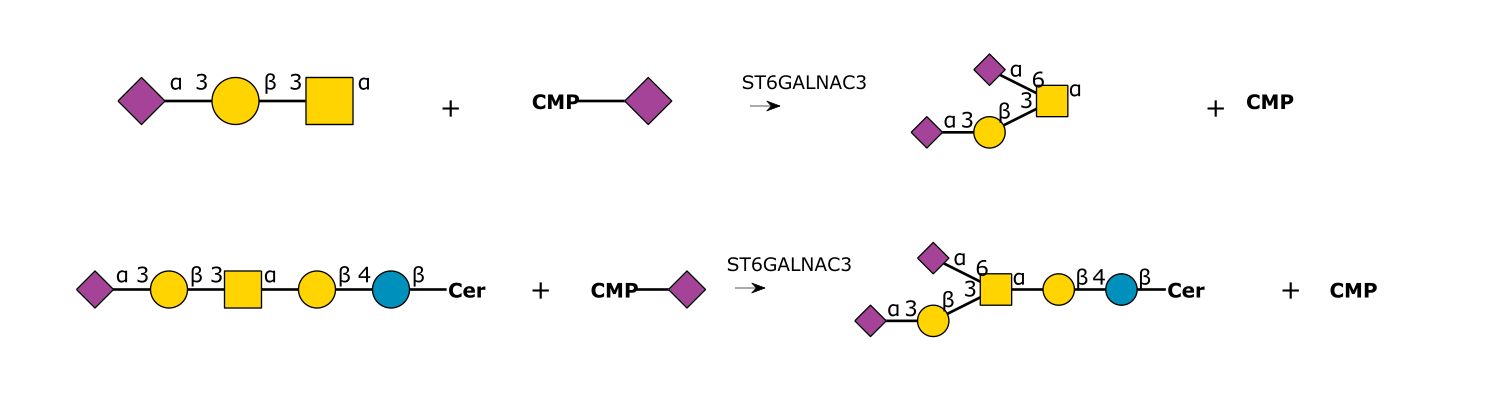 α 3 β 3 α + CMP ST6GALNAC3 α 6 α 3 β 3 α + CMP
α 3 β 3 α β 4 β Cer + CMP ST6GALNAC3 α 6 α 3 β 3 α β 4 β Cer + CMP